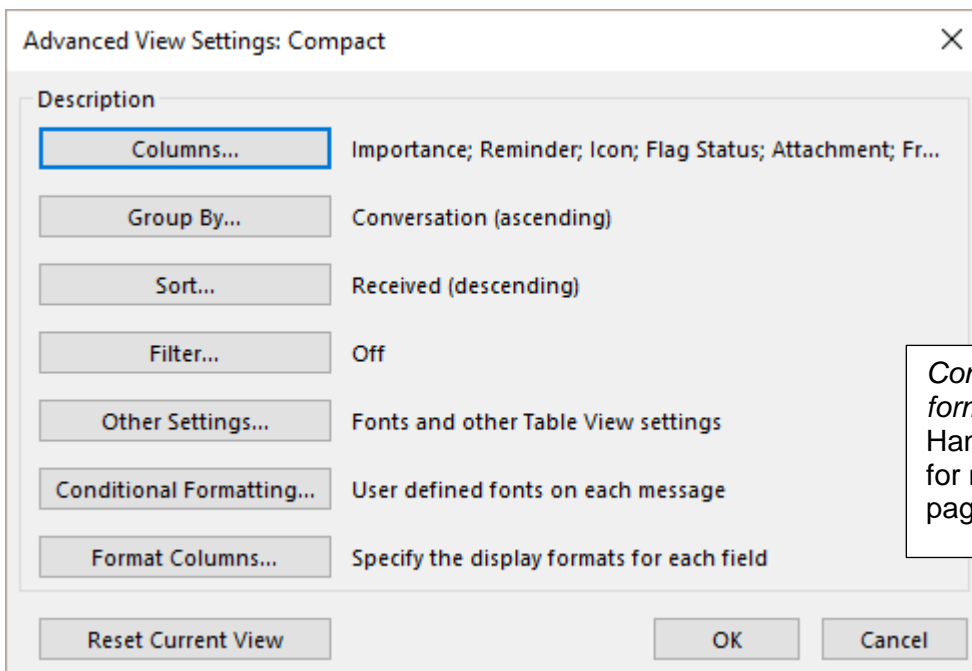 Advanced View Settings: Compact
Description
Columns... Importance; Reminder; Icon; Flag Status; Attachment; Fr...
Group By... Conversation (ascending)
Sort... Received (descending)
Filter... Off
Other Settings... Fonts and other Table View settings
Conditional Formatting... User defined fonts on each message
Format Columns... Specify the display formats for each field
for
Reset Current View OK Cancel